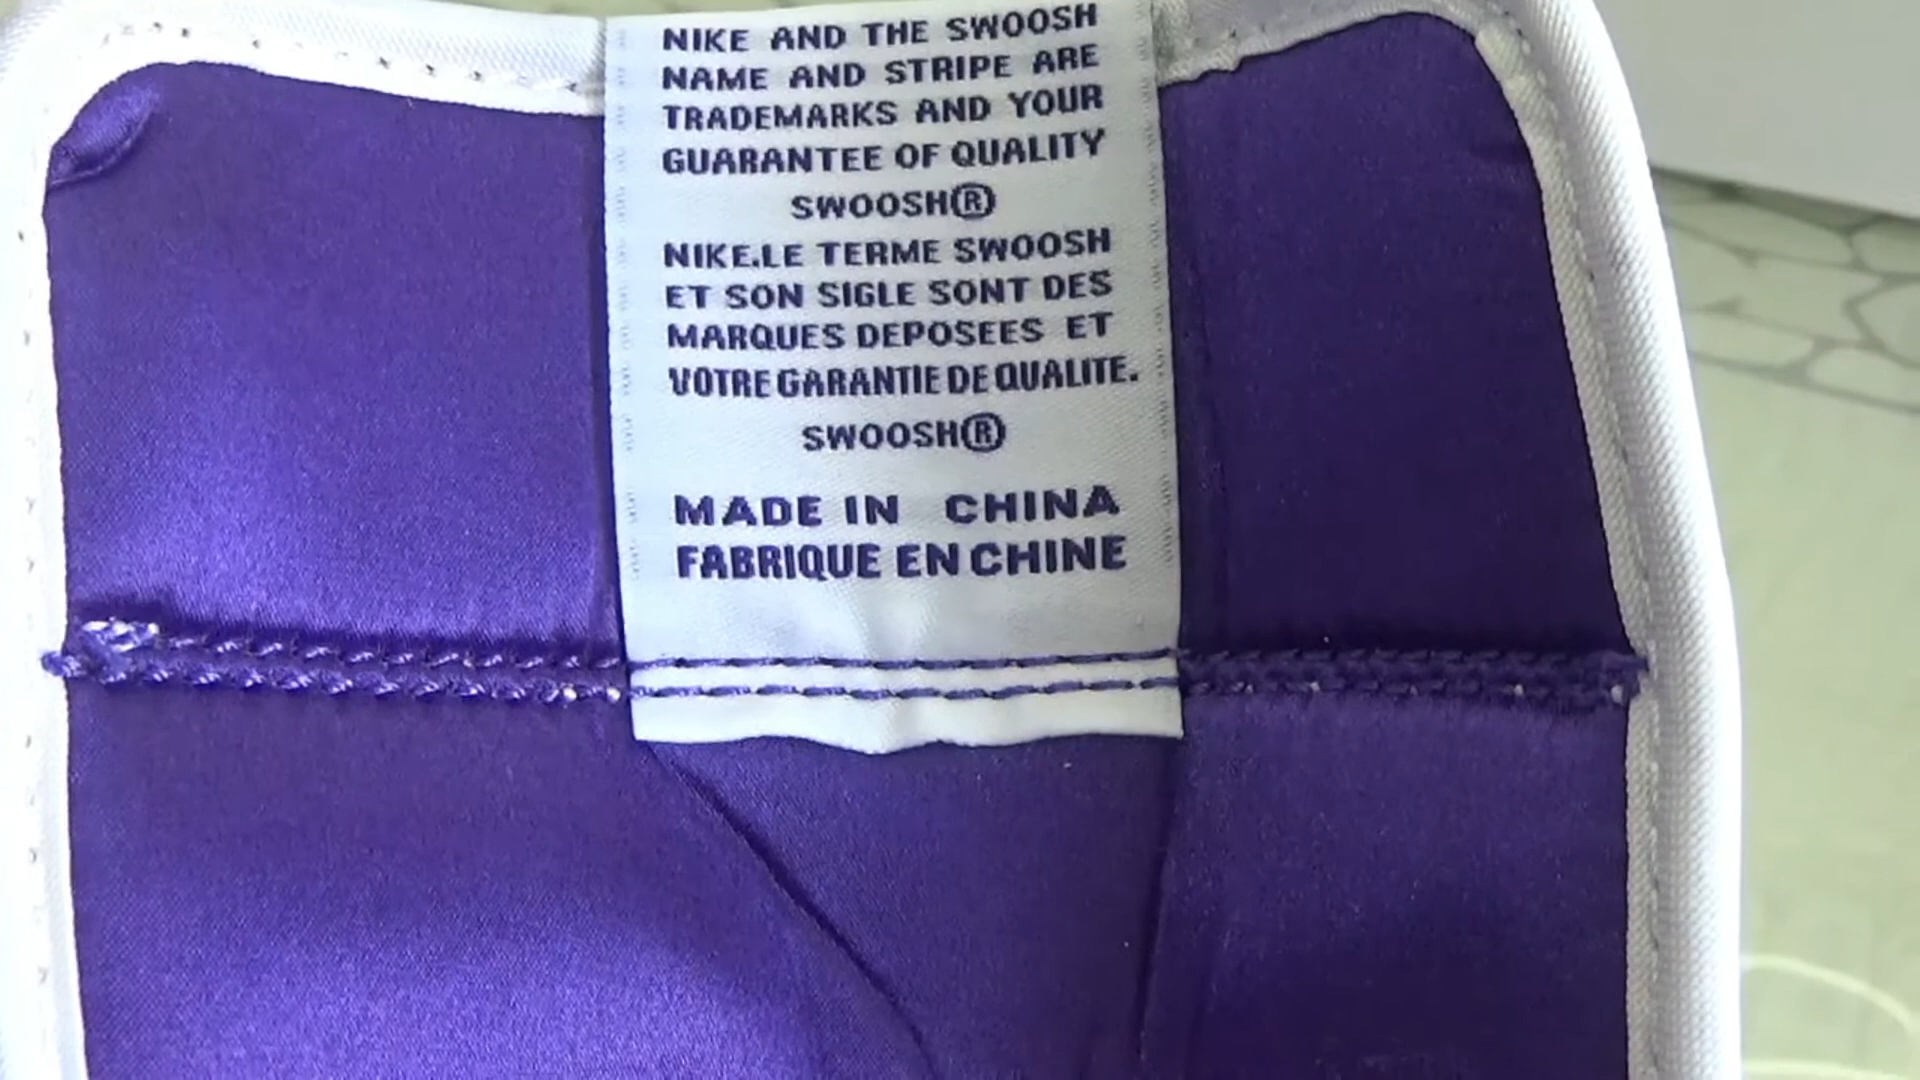 NIKE AND THE SWOOSH
NAME AND STRIPE ARE
TRADEMARKS AND YOUR
GUARANTEE OF QUALITY
SWOOSH®
NIKE.LE TERME SWOOSH
ET SON SIGLE SONT DES
MARQUES DEPOSEES ET
VOTRE GARANTIE DE QUALITE.
SWOOSH®
MADE IN CHINA
FABRIQUE EN CHINE